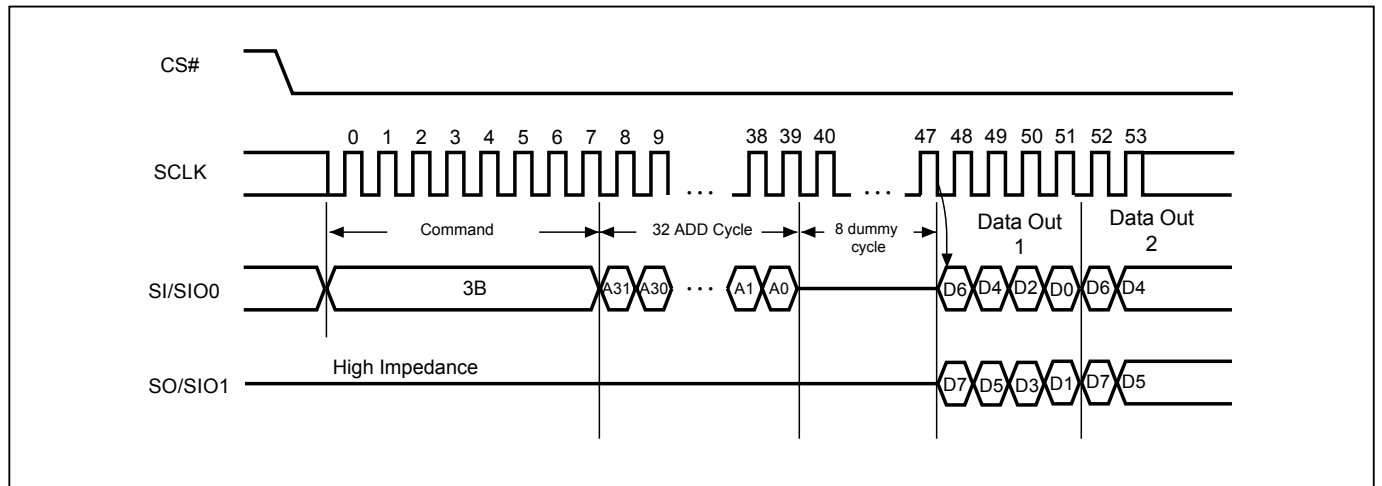 CS#
0 1 2 3 4 5 6 7 8 9 38 39 40 47 48 49 50 51 52 53
SCLK
... ...
Command 32 ADD Cycle 8 dummy Data Out Data Out
cycle 1 2
SI/SIO0 3B A31 A30 ... A1 A0 D6 D4 D2 D0 D6 D4
High Impedance
SO/SIO1 D7 D5 D3 D1 D7 D5